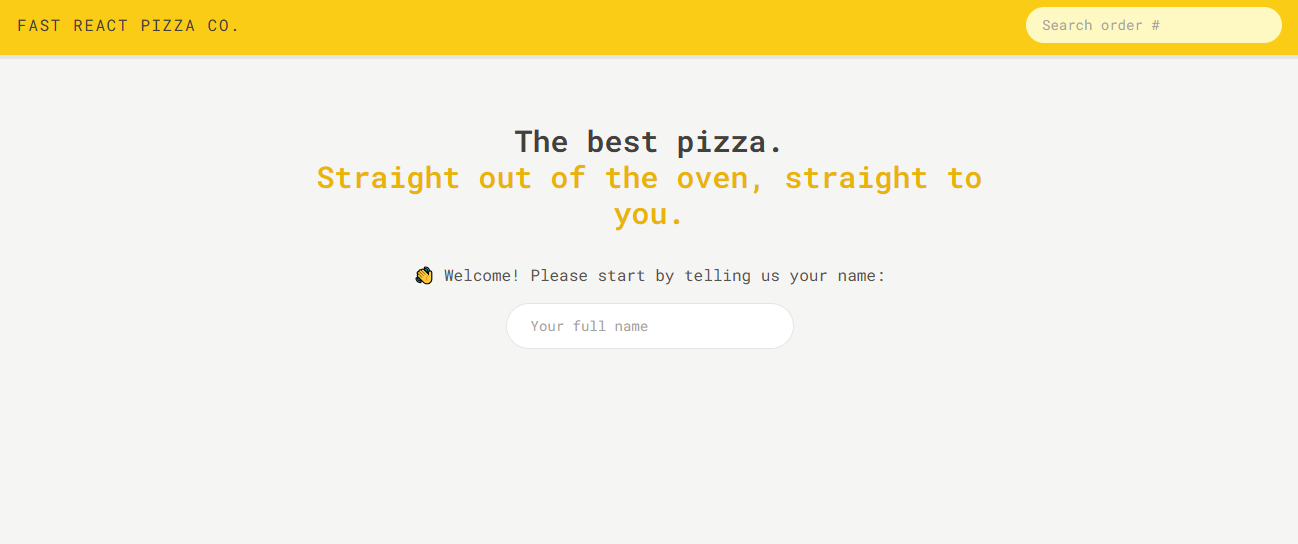 FAST REACT PIZZA CO.
Search order #
The best pizza.
Straight out of the oven, straight to
you.
👋 Welcome! Please start by telling us your name:
Your full name